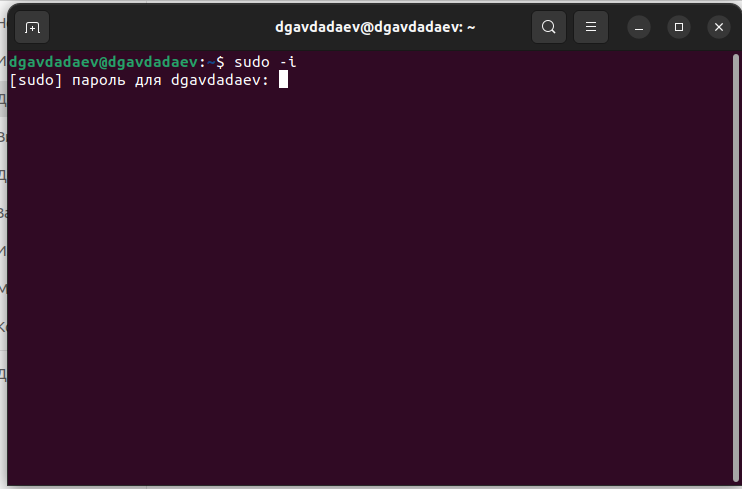 dgavdadaev@dgavdadaev: ~
dgavdadaev@dgavdadaev:~$ sudo -i
[sudo] пароль для dgavdadaev: